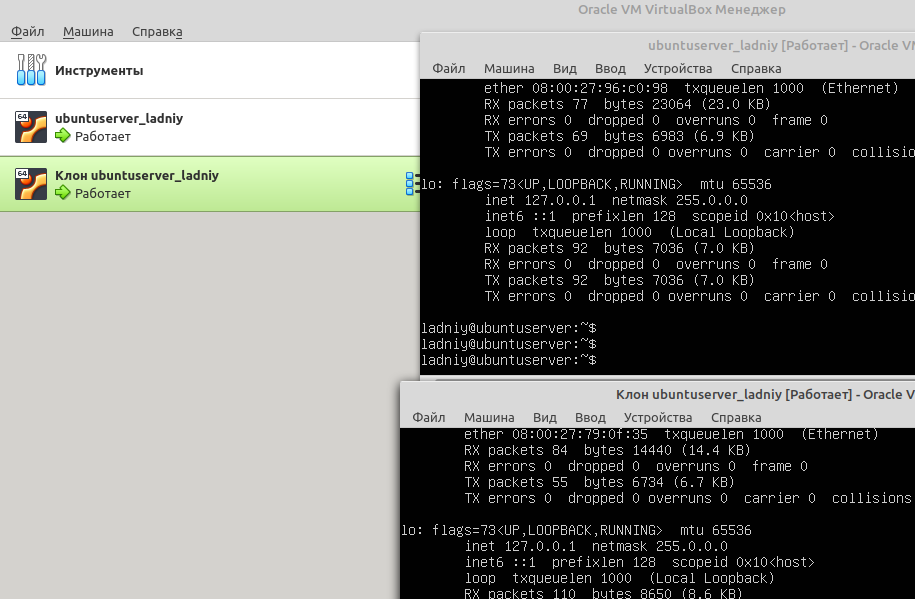 Oracle VM VirtualBox Менеджер
Файл Машина Справка
Инструменты
64
ubuntuserver_ladniy
Работает
64
Клон ubuntuserver_ladniy
Работает
ubuntuserver_ladniy [Работает] - Oracle VM
Файл Машина Вид Ввод Устройства Справка
ether 08:00:27:96:c0:98 txqueuelen 1000 (Ethernet)
RX packets 77 bytes 23064 (23.0 KB)
RX errors 0 dropped 0 overruns 0 frame 0
TX packets 69 bytes 6983 (6.9 KB)
TX errors 0 dropped 0 overruns 0 carrier 0 collisio
lo: flags=73<UP,LOOPBACK,RUNNING> mtu 65536
inet 127.0.0.1 netmask 255.0.0.0
inet6 ::1 prefixlen 128 scopeid 0x10<host>
loop txqueuelen 1000 (Local Loopback)
RX packets 92 bytes 7036 (7.0 KB)
RX errors 0 dropped 0 overruns 0 frame 0
TX packets 92 bytes 7036 (7.0 KB)
TX errors 0 dropped 0 overruns 0 carrier 0 collisio
ladniy@ubuntuserver:~$
ladniy@ubuntuserver:~$
ladniy@ubuntuserver:~$
Клон ubuntuserver_ladniy [Работает] - Oracle V
Файл Машина Вид Ввод Устройства Справка
ether 08:00:27:79:0f:35 txqueuelen 1000 (Ethernet)
RX packets 84 bytes 14440 (14.4 KB)
RX errors 0 dropped 0 overruns 0 frame 0
TX packets 55 bytes 6734 (6.7 KB)
TX errors 0 dropped 0 overruns 0 carrier 0 collisions
lo: flags=73<UP,LOOPBACK,RUNNING> mtu 65536
inet 127.0.0.1 netmask 255.0.0.0
inet6 ::1 prefixlen 128 scopeid 0x10<host>
loop txqueuelen 1000 (Local Loopback)
RX packets 110 bytes 8650 (8.6 KB)